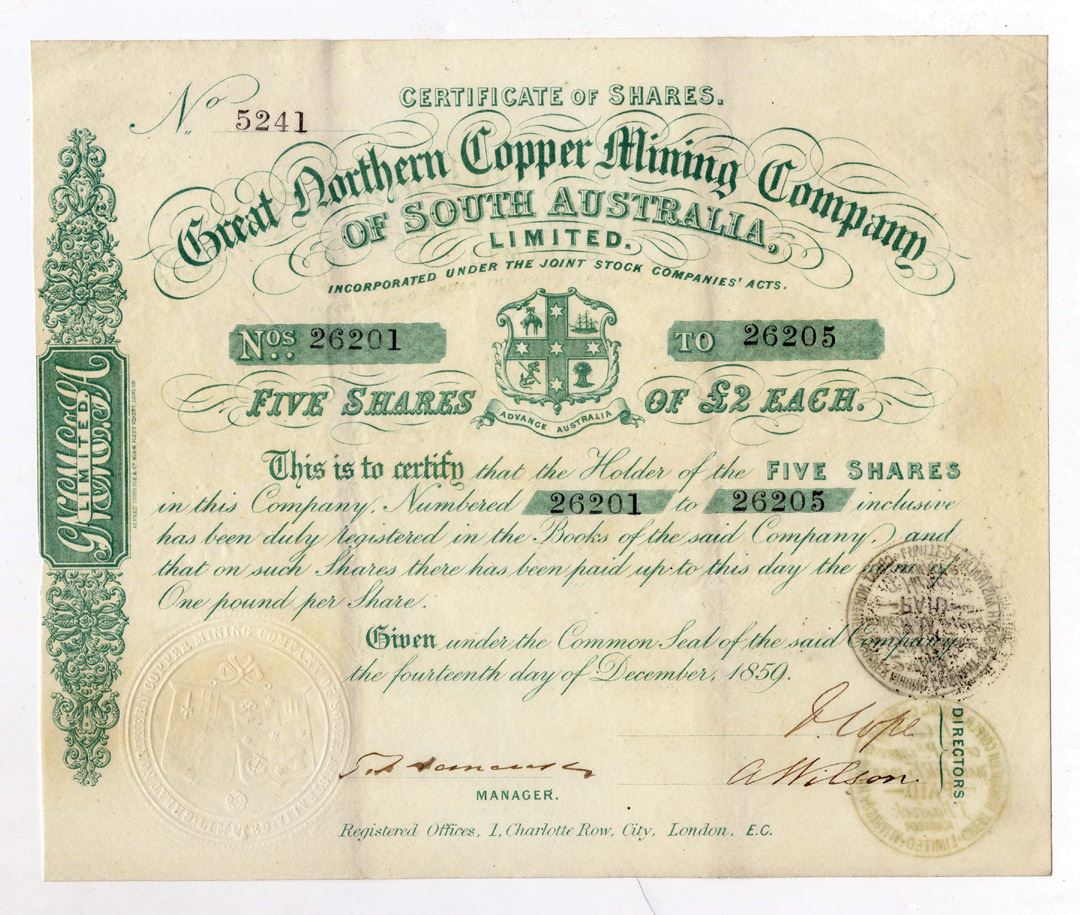 No 5241
CERTIFICATE OF SHARES.
Great Northern Copper Mining Company
OF SOUTH AUSTRALIA,
LIMITED.
INCORPORATED UNDER THE JOINT STOCK COMPANIES' ACTS.
Nos. 26201 TO 26205
FIVE SHARES OF £2 EACH.
ADVANCE AUSTRALIA
This is to certify that the Holder of the FIVE SHARES
in this Company, Numbered 26201 to 26205 inclusive
has been duly registered in the Books of the said Company, and
that on such Shares there has been paid up to this day the
One pound per Share.
Given under the Common Seal of the said Company
the fourteenth day of December, 1859.
PAID
J. Cope
A Wilson
DIRECTORS.
MANAGER.
Registered Offices, 1, Charlotte Row, City, London, E.C.
LIMITED.